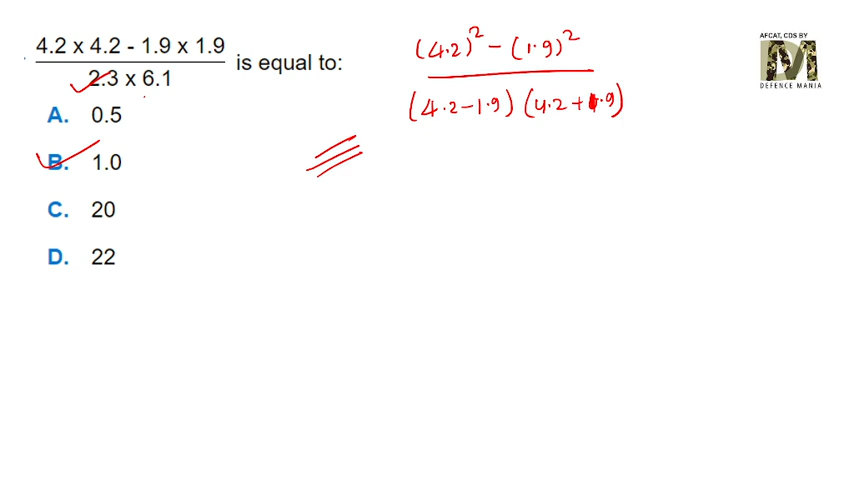 4.2 x 4.2 - 1.9 x 1.9
2.3 x 6.1
is equal to:
A. 0.5
B. 1.0
C. 20
D. 22
(4.2)² - (1.9)²
(4.2-1.9) (4.2+1.9)
AFCAT, CDS BY
M
DEFENCE MANIA